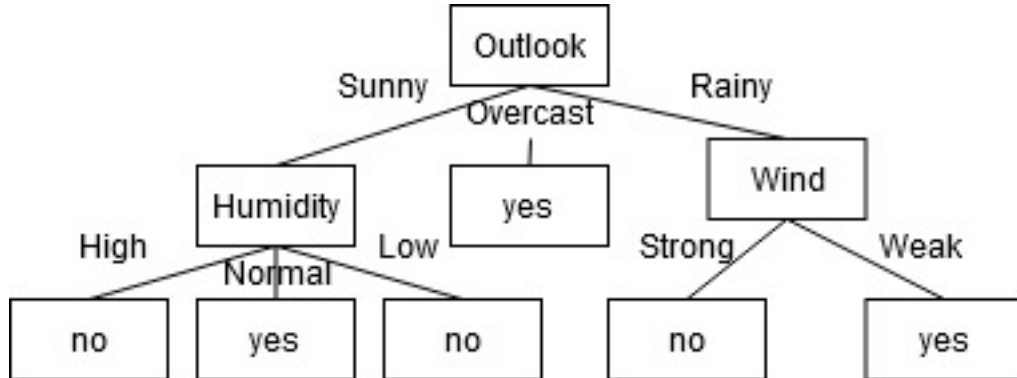 Outlook
Sunny
Overcast
Rainy
Humidity
yes
Wind
High
Normal
Low
Strong
Weak
no
yes
no
no
yes